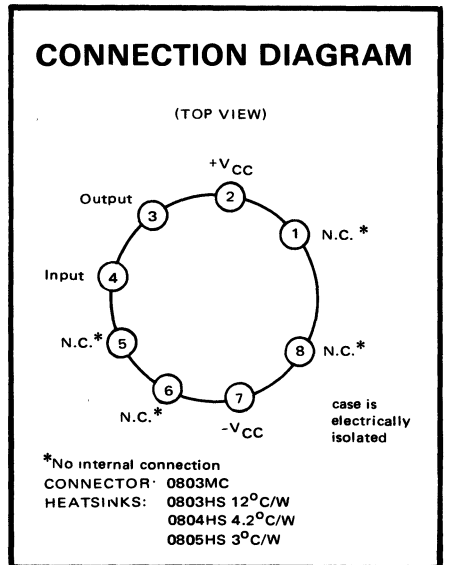 CONNECTION DIAGRAM
(TOP VIEW)
+VCC
2
Output
3
1
N.C. *
Input
4
N.C.*
5
8
N.C.*
6
7
N.C.*
-VCC
case is
electrically
isolated
*No internal connection
CONNECTOR· 0803MC
HEATSINKS: 0803HS 12°C/W
0804HS 4.2°C/W
0805HS 3°C/W